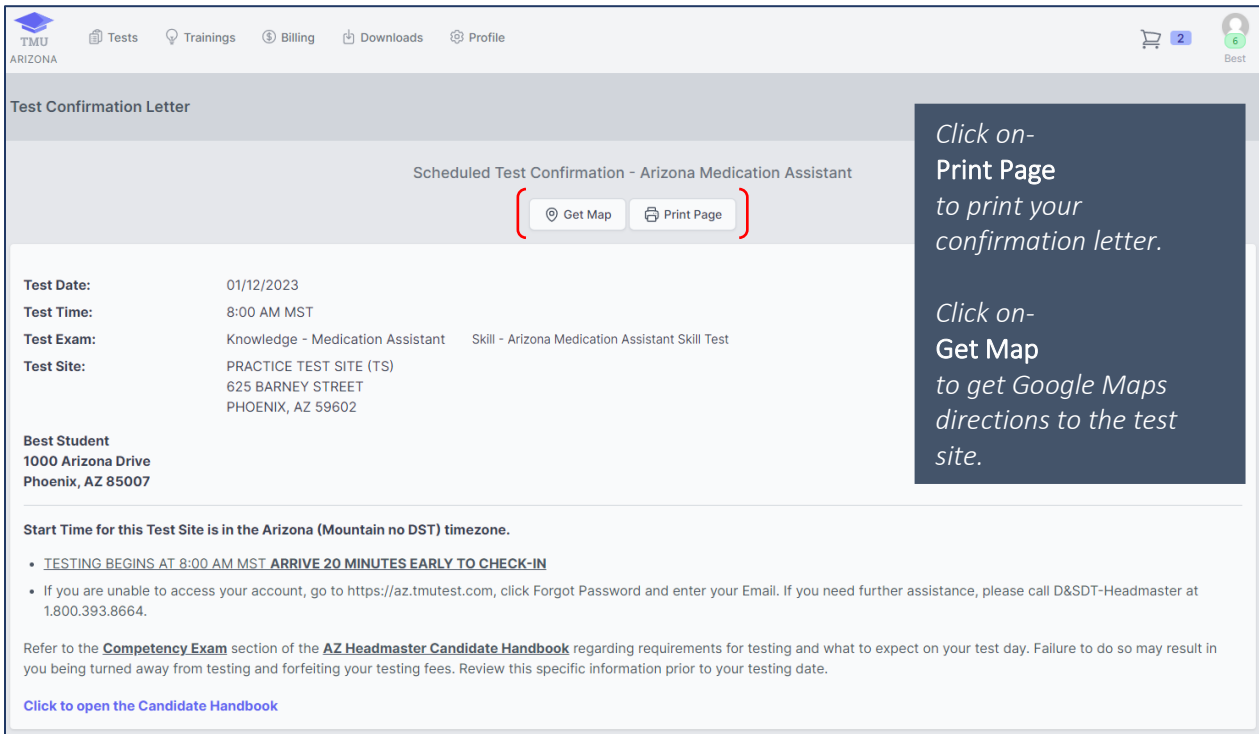 TMU
ARIZONA
Tests
Trainings
Billing
Downloads
Profile
2
6
Best
Test Confirmation Letter
Scheduled Test Confirmation - Arizona Medication Assistant
Get Map
Print Page
Click on-
Print Page
to print your
confirmation letter.
Click on-
Get Map
to get Google Maps
directions to the test
site.
Test Date: 01/12/2023
Test Time: 8:00 AM MST
Test Exam: Knowledge - Medication Assistant Skill - Arizona Medication Assistant Skill Test
Test Site: PRACTICE TEST SITE (TS)
625 BARNEY STREET
PHOENIX, AZ 59602
Best Student
1000 Arizona Drive
Phoenix, AZ 85007
Start Time for this Test Site is in the Arizona (Mountain no DST) timezone.
• TESTING BEGINS AT 8:00 AM MST ARRIVE 20 MINUTES EARLY TO CHECK-IN
• If you are unable to access your account, go to https://az.tmutest.com, click Forgot Password and enter your Email. If you need further assistance, please call D&SDT-Headmaster at
1.800.393.8664.
Refer to the Competency Exam section of the AZ Headmaster Candidate Handbook regarding requirements for testing and what to expect on your test day. Failure to do so may result in
you being turned away from testing and forfeiting your testing fees. Review this specific information prior to your testing date.
Click to open the Candidate Handbook